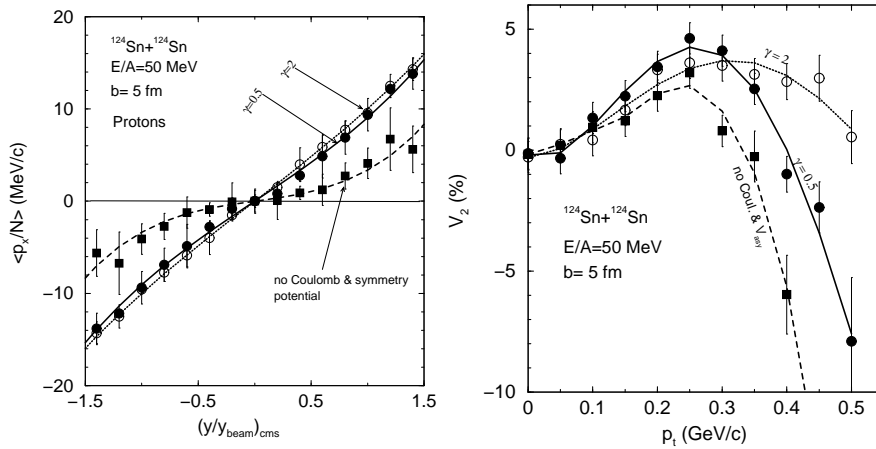 20
10
0
−10
−20
<pₓ/N> (MeV/c)
¹²⁴Sn+¹²⁴Sn
E/A=50 MeV
b= 5 fm
Protons
γ=2
γ=0.5
no Coulomb & symmetry
potential
−1.5
−0.5
0.5
1.5
(y/y_beam)_cms
5
0
−5
−10
V₂ (%)
γ=2
γ=0.5
no Coul. & V_asy
¹²⁴Sn+¹²⁴Sn
E/A=50 MeV
b= 5 fm
0
0.1
0.2
0.3
0.4
0.5
p_t (GeV/c)